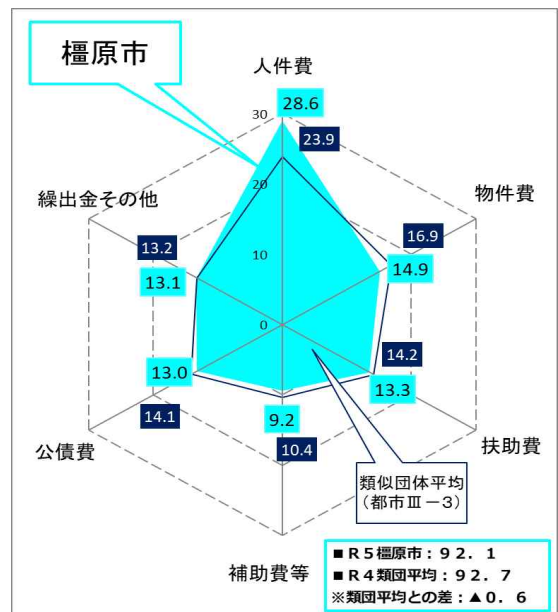 橿原市
人件費
28.6
23.9
30
20
10
0
物件費
16.9
14.9
繰出金その他
13.2
13.1
14.2
13.3
扶助費
13.0
14.1
公債費
9.2
10.4
補助費等
類似団体平均
(都市Ⅲ－3)
■ R5橿原市：92．1
■ R4類団平均：92．7
※類団平均との差：▲0．6